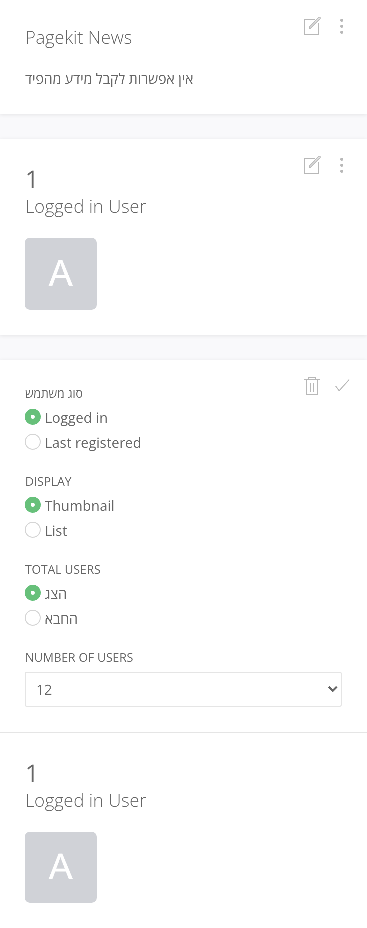 Pagekit News
אין אפשרות לקבל מידע מהפיד
1
Logged in User
A
סוג משתמש
Logged in
Last registered
DISPLAY
Thumbnail
List
TOTAL USERS
הצג
החבא
NUMBER OF USERS
12
1
Logged in User
A